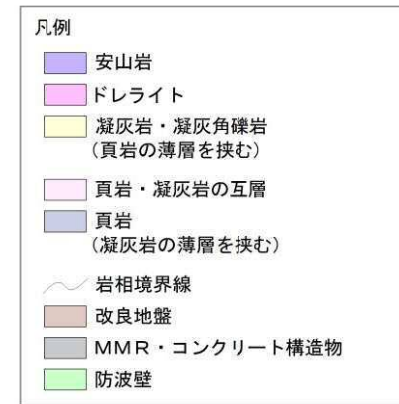 凡例
安山岩
ドレライト
凝灰岩・凝灰角礫岩
(頁岩の薄層を挟む)
頁岩・凝灰岩の互層
頁岩
(凝灰岩の薄層を挟む)
岩相境界線
改良地盤
MMR・コンクリート構造物
防波壁